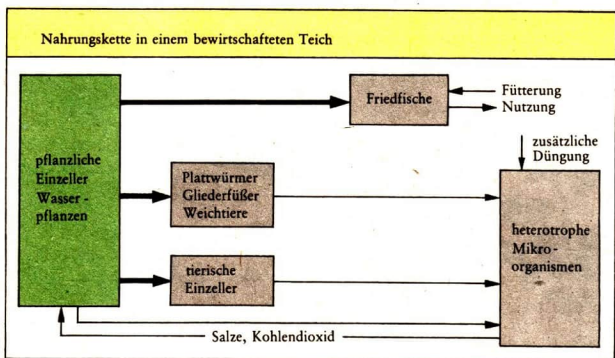 Nahrungskette in einem bewirtschafteten Teich
Friedfische
Fütterung
Nutzung
zusätzliche
Düngung
pflanzliche
Einzeller
Wasser-
pflanzen
Plattwürmer
Gliederfüßer
Weichtiere
heterotrophe
Mikro-
organismen
tierische
Einzeller
Salze, Kohlendioxid